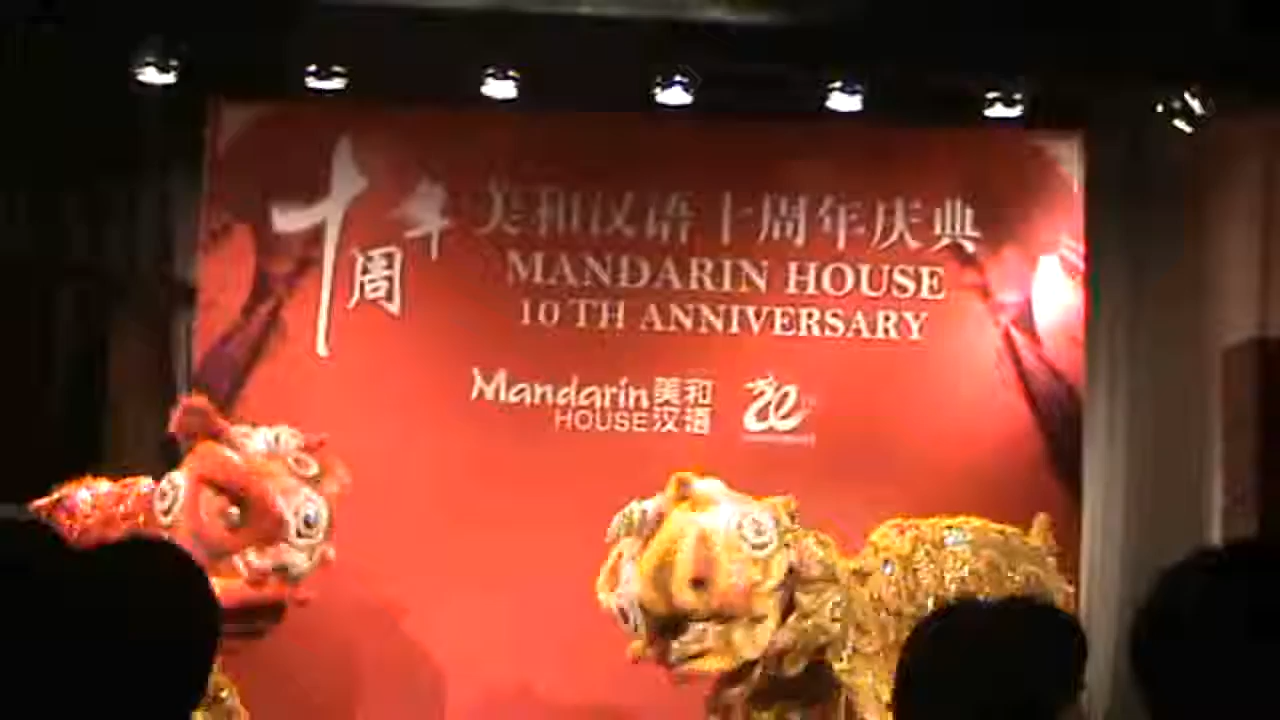 十周年
美和汉语十周年庆典
MANDARIN HOUSE
10 TH ANNIVERSARY
Mandarin 美和
HOUSE 汉语